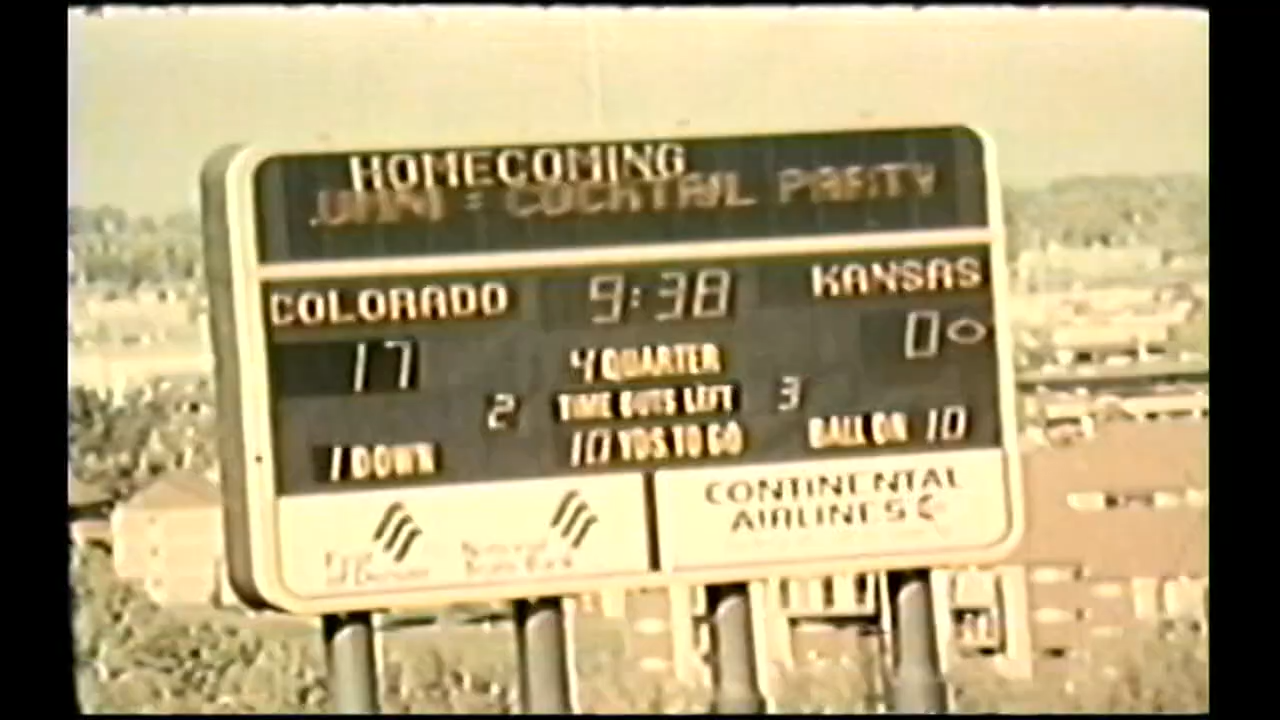 HOMECOMING
COCKTAIL PARTY
COLORADO 9:38 KANSAS
17 0
4 QUARTER
2 TIME OUTS LEFT 3
1 DOWN 10 YDS TO GO BALL ON 10
CONTINENTAL
AIRLINES